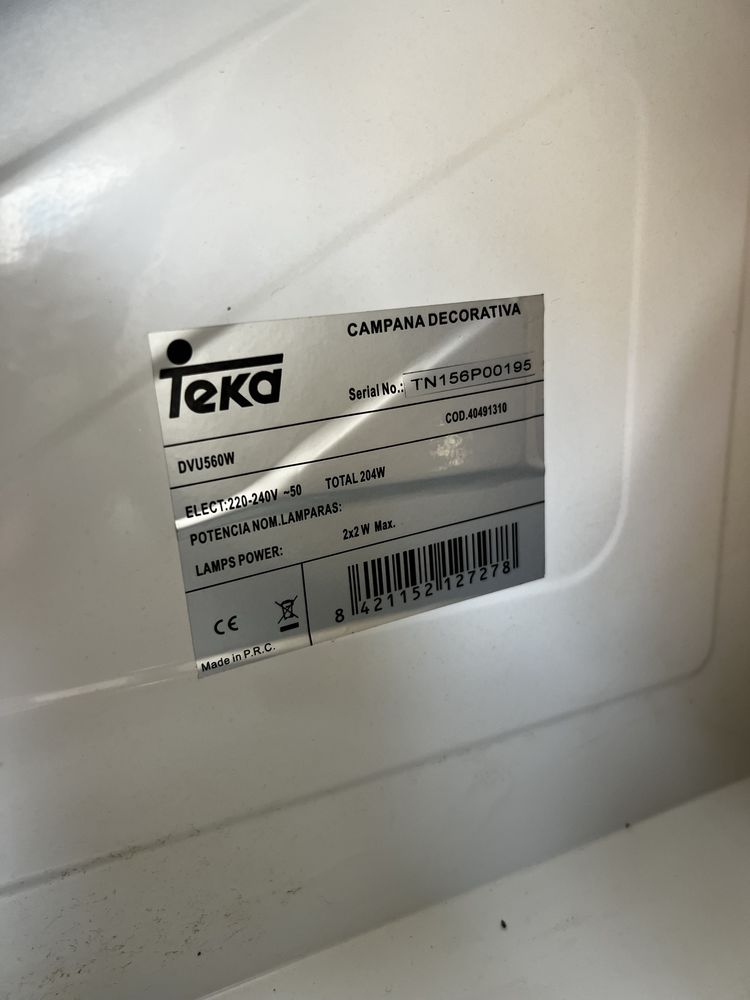 CAMPANA DECORATIVA
Teka
Serial No.: TN156P00195
COD.40491310
DVU560W
ELECT:220-240V ~50 TOTAL 204W
POTENCIA NOM.LAMPARAS:
LAMPS POWER: 2x2 W Max.
CE
8 421152 127278
Made in P.R.C.